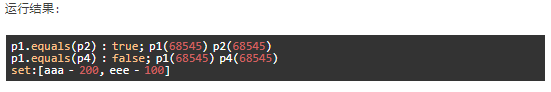 运行结果:
p1.equals(p2) : true; p1(68545) p2(68545)
p1.equals(p4) : false; p1(68545) p4(68545)
set:[aaa - 200, eee - 100]